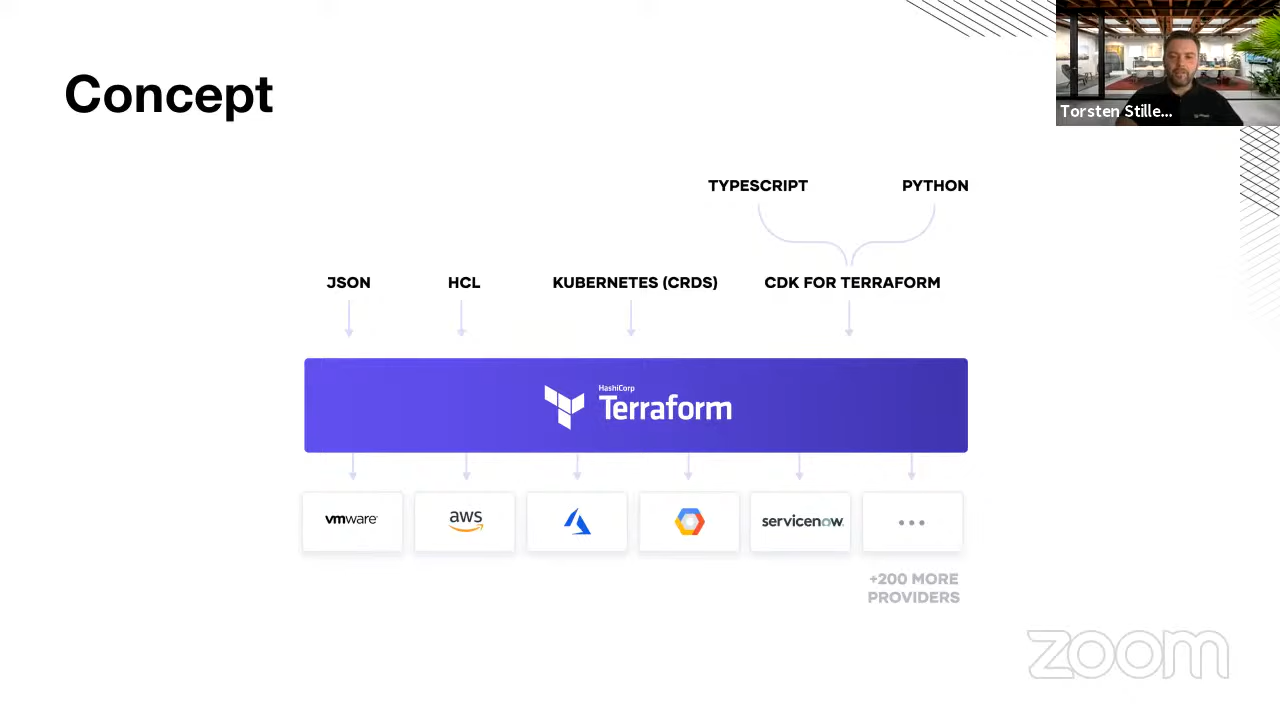 Concept
Torsten Stille...
TYPESCRIPT
PYTHON
JSON
HCL
KUBERNETES (CRDS)
CDK FOR TERRAFORM
HashiCorp
Terraform
vmware
aws
servicenow
+200 MORE
PROVIDERS
zoom